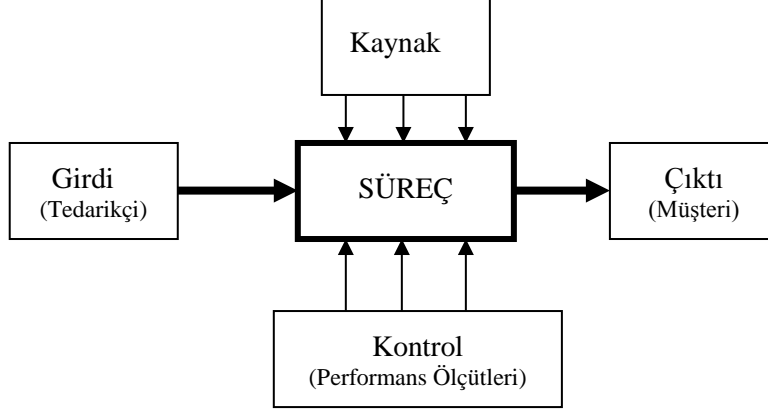 Kaynak
Girdi
(Tedarikçi)
SÜREÇ
Çıktı
(Müşteri)
Kontrol
(Performans Ölçütleri)